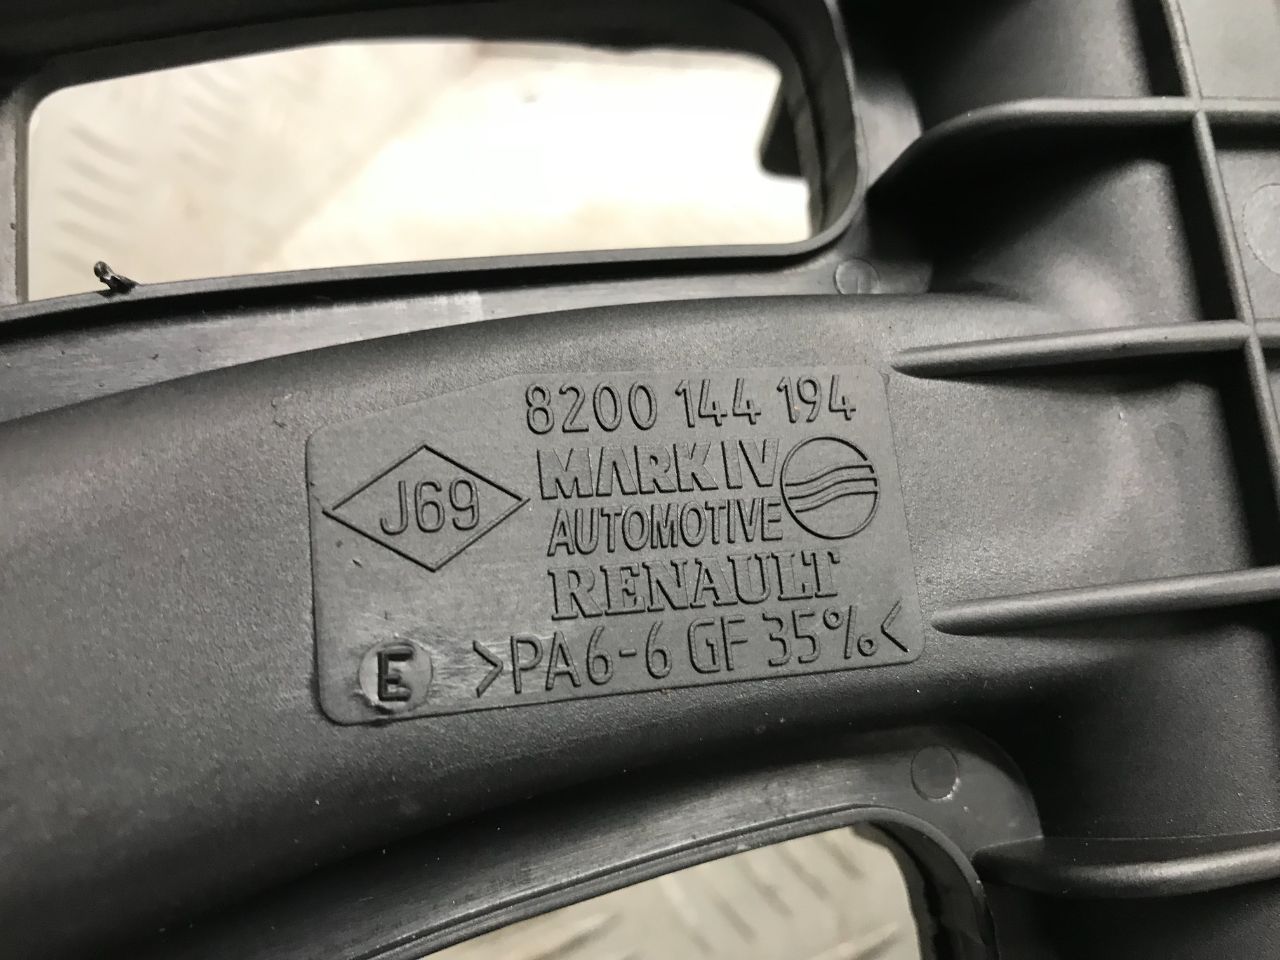 8200 144 194
J69
MARK IV
AUTOMOTIVE
RENAULT
E >PA6-6 GF 35%<